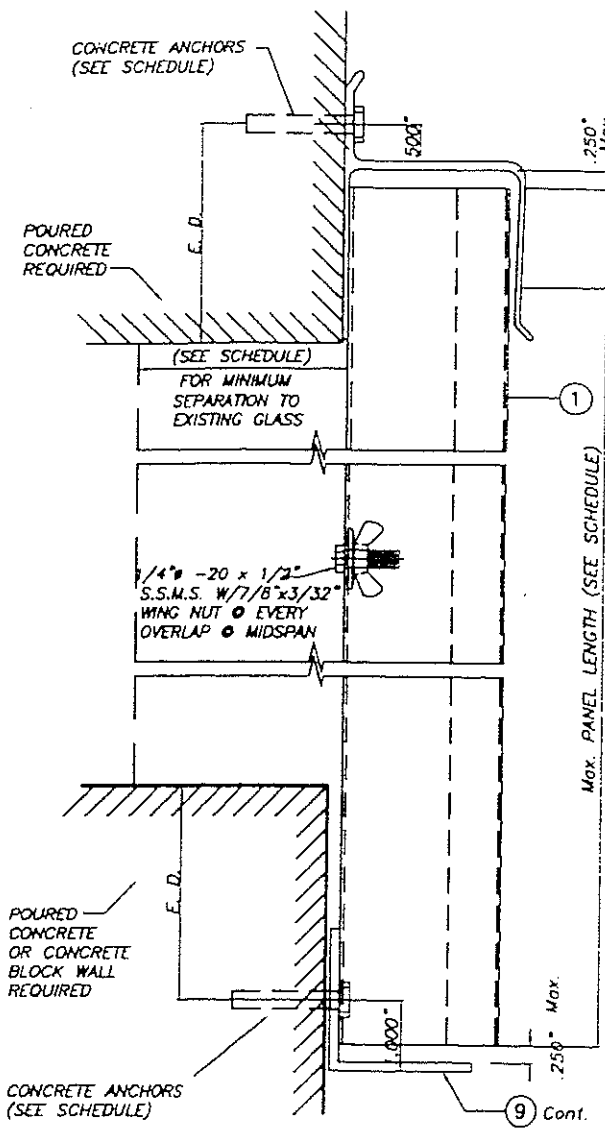 CONCRETE ANCHORS
(SEE SCHEDULE)
.500"
.250"
Max.
E. D.
POURED
CONCRETE
REQUIRED
(SEE SCHEDULE)
FOR MINIMUM
SEPARATION TO
EXISTING GLASS
1
1/4"ø -20 x 1/2"
S.S.M.S. W/7/8"x3/32"
WING NUT @ EVERY
OVERLAP @ MIDSPAN
Max. PANEL LENGTH (SEE SCHEDULE)
E. D.
POURED
CONCRETE
OR CONCRETE
BLOCK WALL
REQUIRED
1.000"
.250" Max.
CONCRETE ANCHORS
(SEE SCHEDULE)
9 Cont.